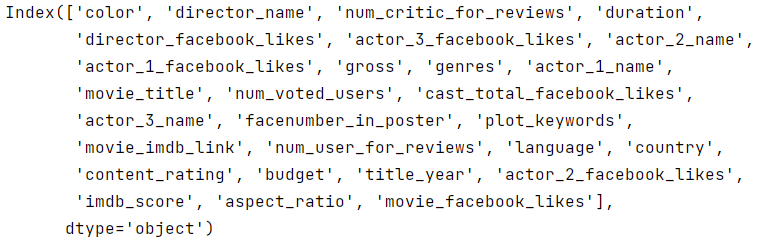 Index(['color', 'director_name', 'num_critic_for_reviews', 'duration',
'director_facebook_likes', 'actor_3_facebook_likes', 'actor_2_name',
'actor_1_facebook_likes', 'gross', 'genres', 'actor_1_name',
'movie_title', 'num_voted_users', 'cast_total_facebook_likes',
'actor_3_name', 'facenumber_in_poster', 'plot_keywords',
'movie_imdb_link', 'num_user_for_reviews', 'language', 'country',
'content_rating', 'budget', 'title_year', 'actor_2_facebook_likes',
'imdb_score', 'aspect_ratio', 'movie_facebook_likes'],
dtype='object')